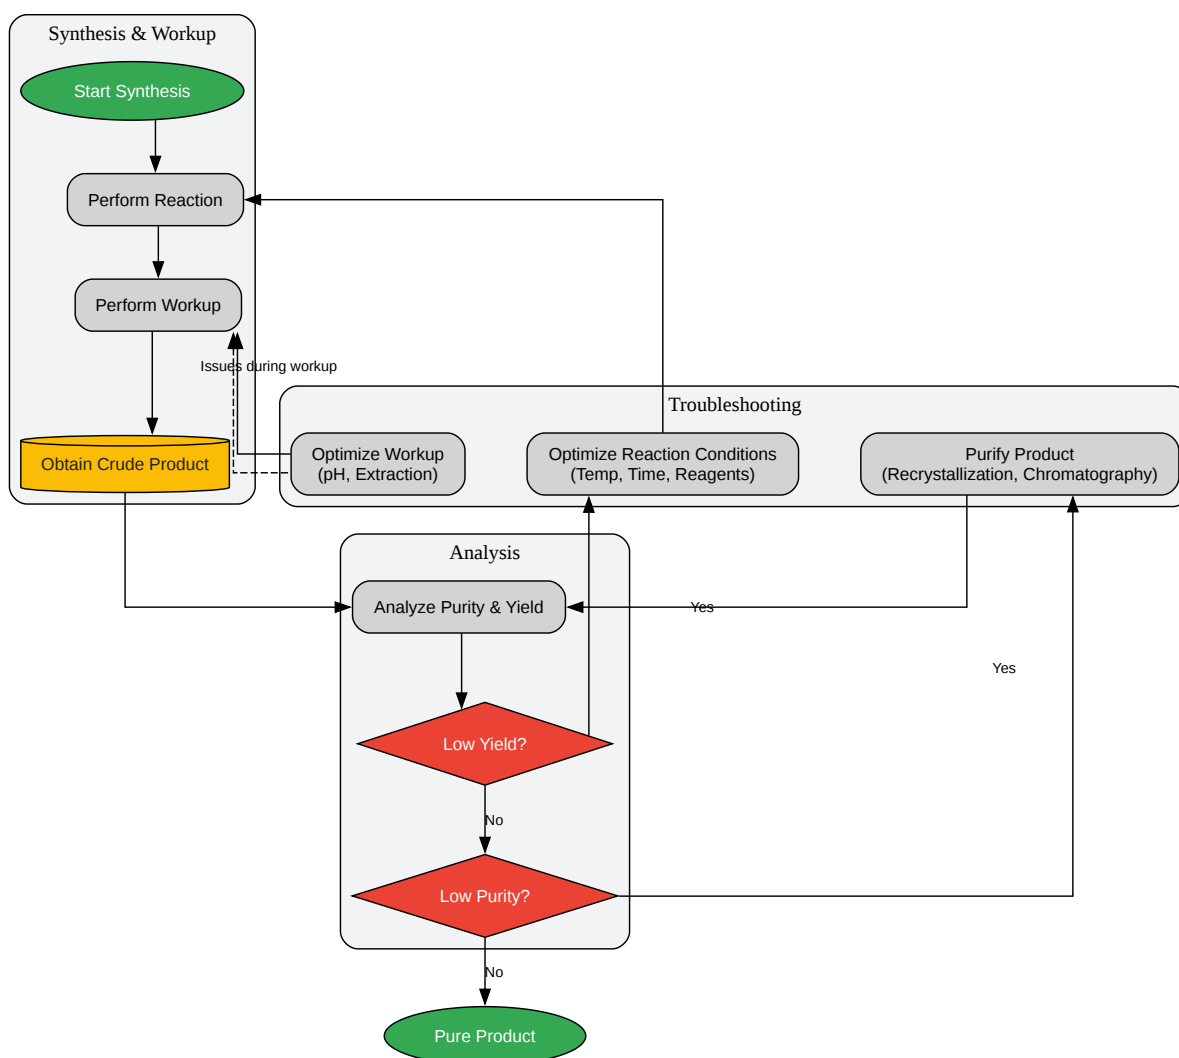 Synthesis & Workup
Start Synthesis
Perform Reaction
Perform Workup
Issues during workup
Obtain Crude Product
Troubleshooting
Optimize Workup
(pH, Extraction)
Optimize Reaction Conditions
(Temp, Time, Reagents)
Purify Product
(Recrystallization, Chromatography)
Analysis
Analyze Purity & Yield
Yes
Yes
Low Yield?
No
Low Purity?
No
Pure Product